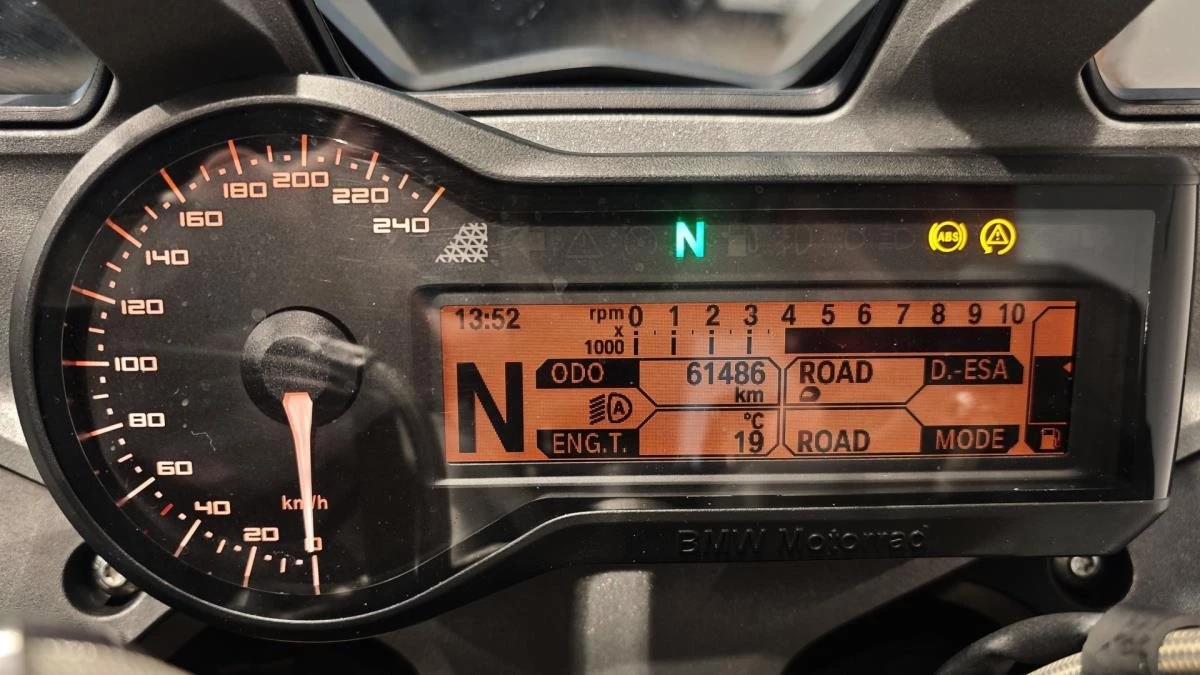 240
220
200
180
160
140
120
100
80
60
40
20
0
km/h
N
ABS
13:52
rpm 0 1 2 3 4 5 6 7 8 9 10
x
1000
N
ODO 61486
km
ROAD D.-ESA
A
°C
ENG.T. 19
ROAD MODE
BMW Motorrad